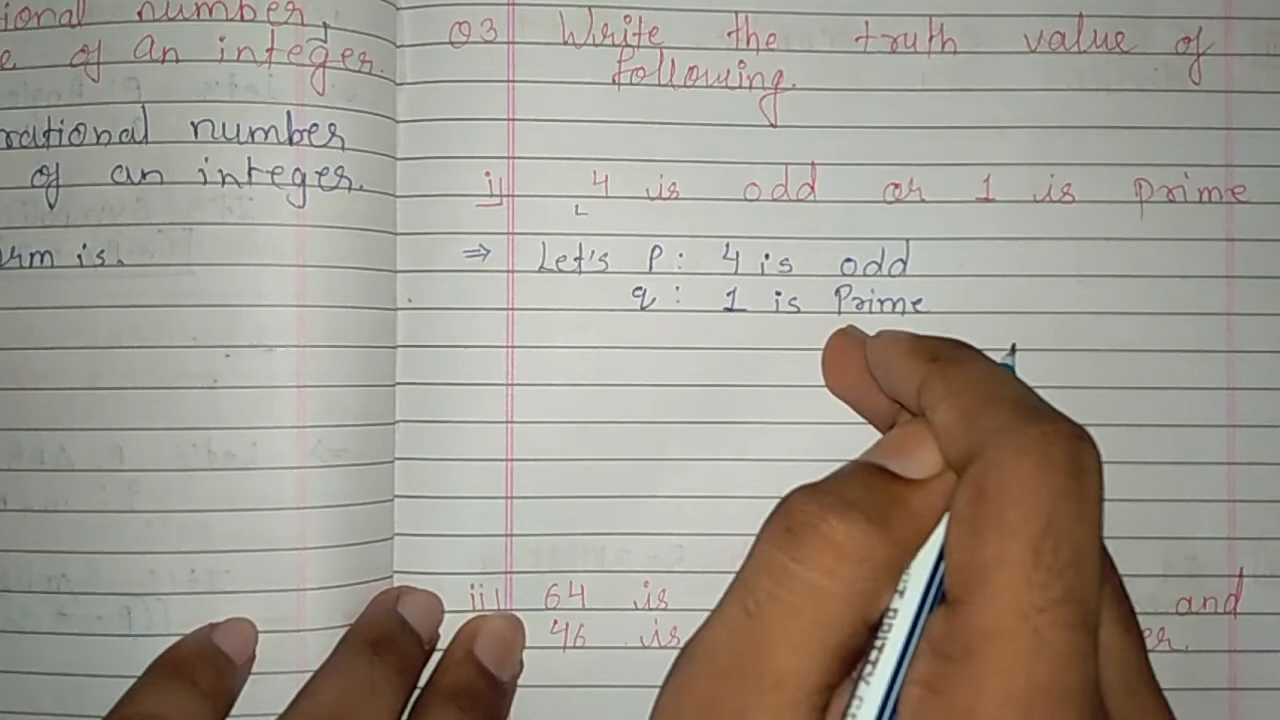 ional number,
e of an integer.
rational number
of an integer.
rm is.
Q3 Write the truth value of
following.
i) 4 is odd or 1 is prime
⇒ Let's p: 4 is odd
q: 1 is Prime
ii) 64 is and
46 is er.